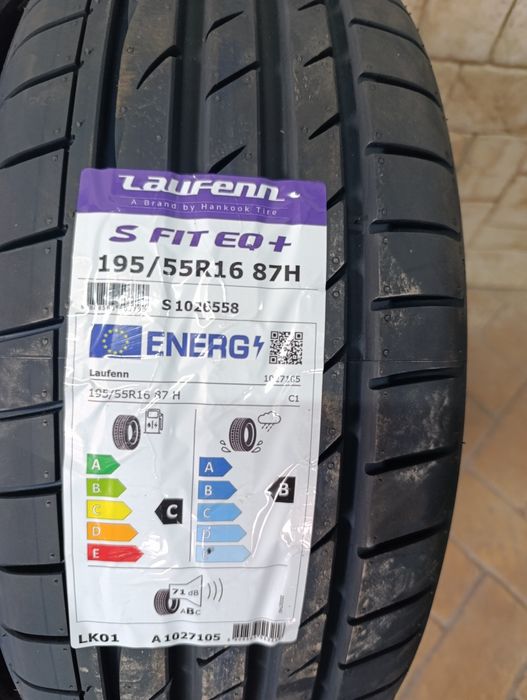 Laufenn
A Brand by Hankook Tire
S FIT EQ+
195/55R16 87H
S 1026558
ENERG
Laufenn 1027105
195/55R16 87 H C1
A A
B B B
C C C
D D
E
71 dB
ABC
LK01 A 1027105